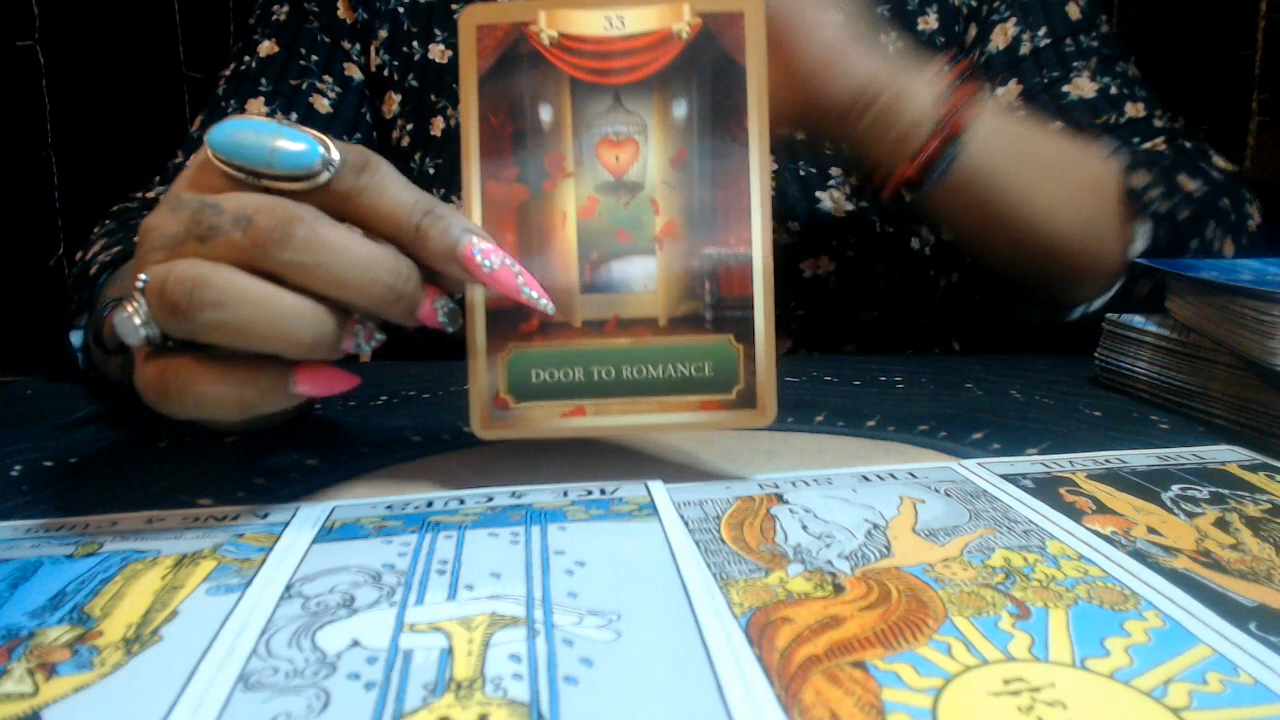 33
DOOR TO ROMANCE
KING of CUPS
ACE of CUPS
THE SUN.
THE DEVIL.